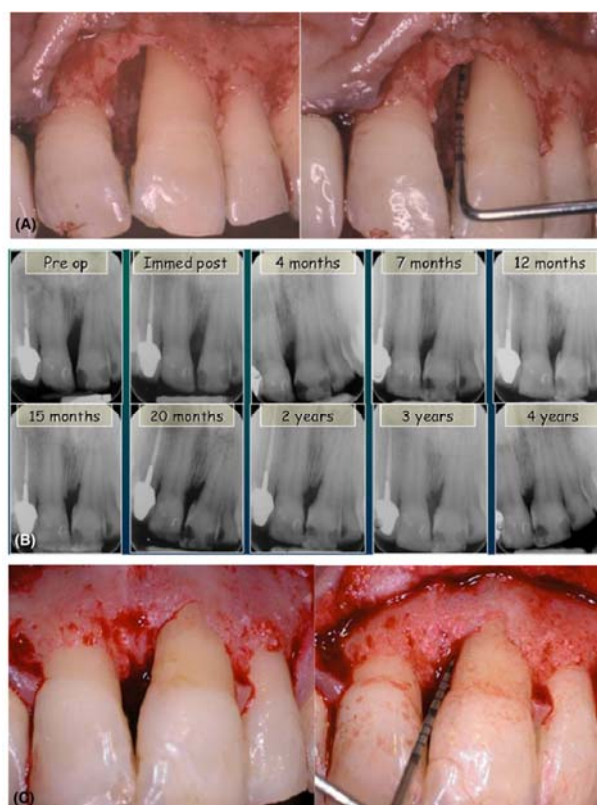 (A)
Pre op
Immed post
4 months
7 months
12 months
15 months
20 months
2 years
3 years
4 years
(B)
(C)